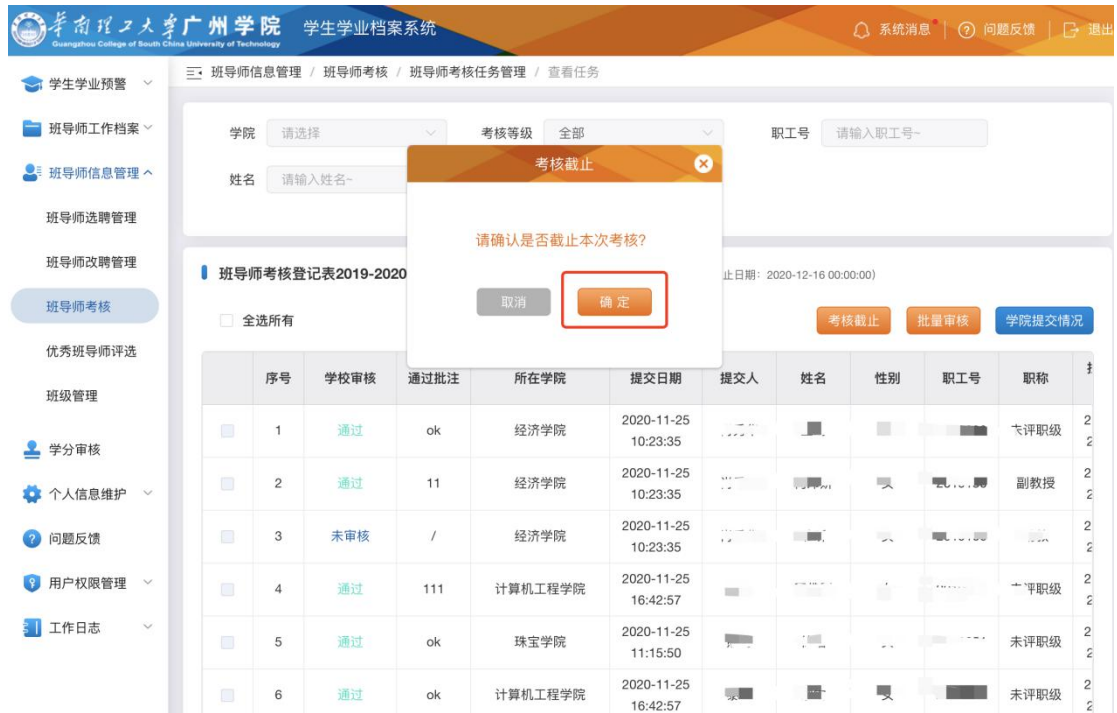 华南理工大学广州学院 学生学业档案系统 系统消息 问题反馈 退出
Guangzhou College of South China University of Technology
三 班导师信息管理 / 班导师考核 / 班导师考核任务管理 / 查看任务
学生学业预警
班导师工作档案
班导师信息管理
班导师选聘管理
班导师改聘管理
班导师考核
优秀班导师评选
班级管理
学分审核
个人信息维护
问题反馈
用户权限管理
工作日志
学院 请选择 考核等级 全部 职工号 请输入职工号~
姓名 请输入姓名~
考核截止
请确认是否截止本次考核?
取消 确 定
班导师考核登记表2019-2020 止日期：2020-12-16 00:00:00)
全选所有 考核截止 批量审核 学院提交情况
序号 学校审核 通过批注 所在学院 提交日期 提交人 姓名 性别 职工号 职称
1 通过 ok 经济学院 2020-11-25 10:23:35 未评职级
2 通过 11 经济学院 2020-11-25 10:23:35 副教授
3 未审核 / 经济学院 2020-11-25 10:23:35
4 通过 111 计算机工程学院 2020-11-25 16:42:57 未评职级
5 通过 ok 珠宝学院 2020-11-25 11:15:50 未评职级
6 通过 ok 计算机工程学院 2020-11-25 16:42:57 未评职级